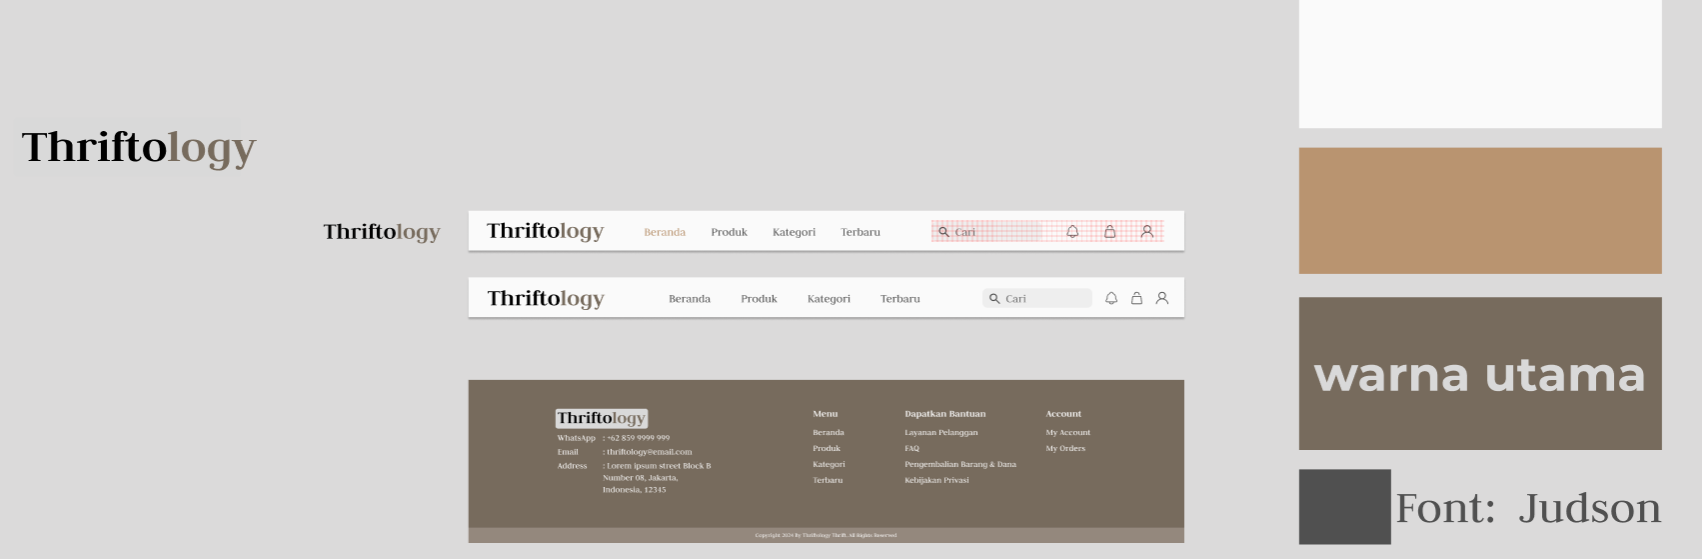 Thriftology
Thriftology
Thriftology Beranda Produk Kategori Terbaru Cari
Thriftology Beranda Produk Kategori Terbaru Cari
Thriftology
WhatsApp : +62 859 9999 999
Email : thriftology@email.com
Address : Lorem ipsum street Block B
Number 08, Jakarta,
Indonesia, 12345
Menu
Beranda
Produk
Kategori
Terbaru
Dapatkan Bantuan
Layanan Pelanggan
FAQ
Pengembalian Barang & Dana
Kebijakan Privasi
Account
My Account
My Orders
Copyright 2024 By Thriftology Thrift. All Rights Reserved
warna utama
Font: Judson